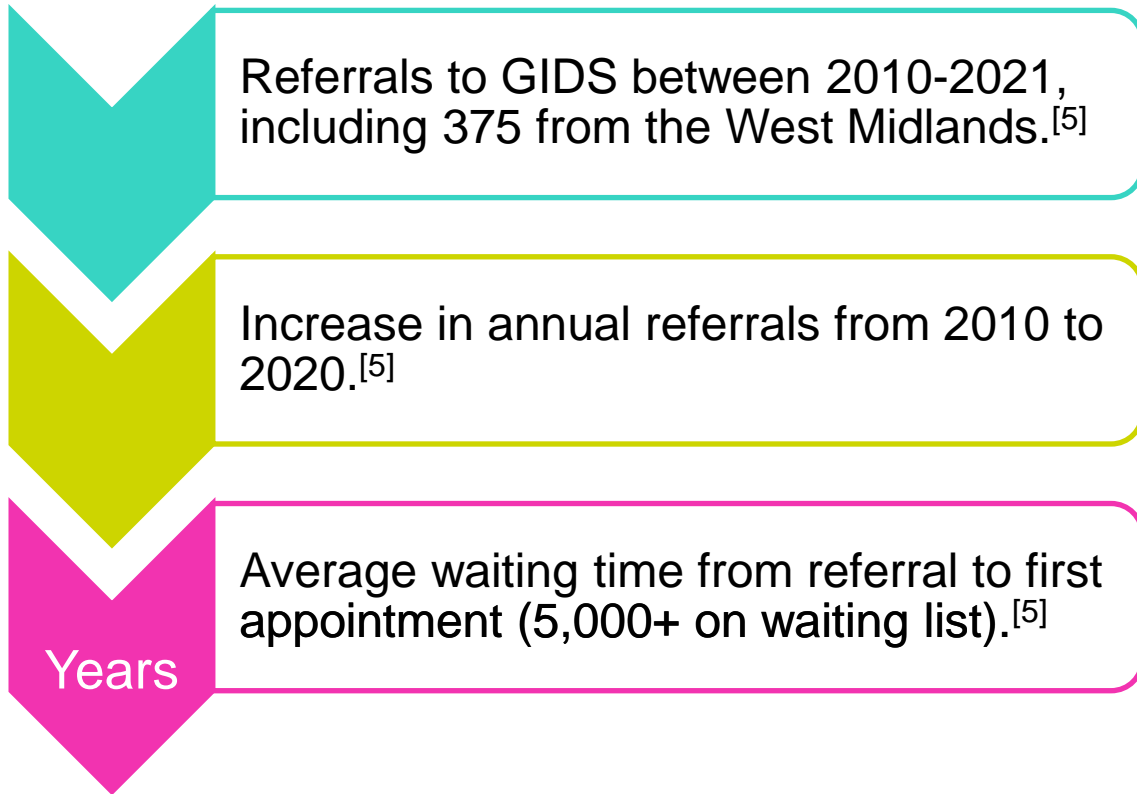 Referrals to GIDS between 2010-2021,
including 375 from the West Midlands.[5]
Increase in annual referrals from 2010 to
2020.[5]
Years
Average waiting time from referral to first
appointment (5,000+ on waiting list).[5]